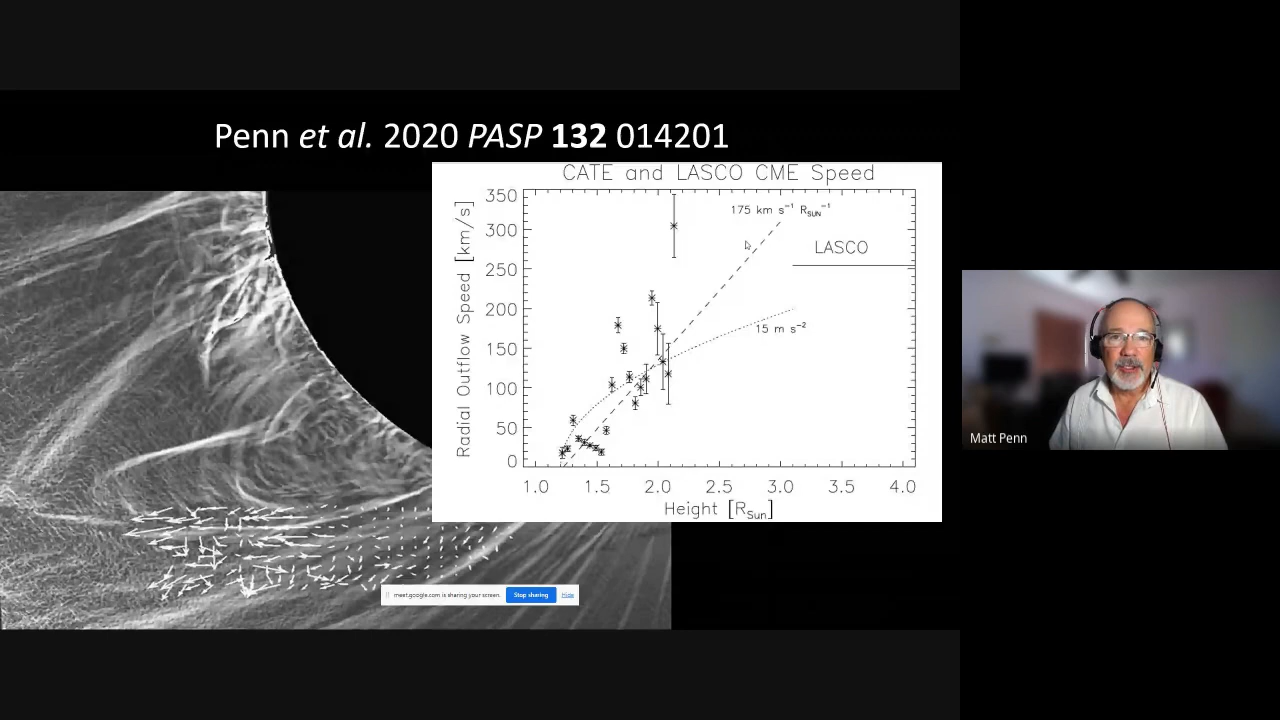 Penn et al. 2020 PASP 132 014201
CATE and LASCO CME Speed
Radial Outflow Speed [km/s]
350
300
250
200
150
100
50
0
175 km s⁻¹ R_SUN⁻¹
LASCO
15 m s⁻²
1.0 1.5 2.0 2.5 3.0 3.5 4.0
Height [R_Sun]
meet.google.com is sharing your screen. Stop sharing Hide
Matt Penn